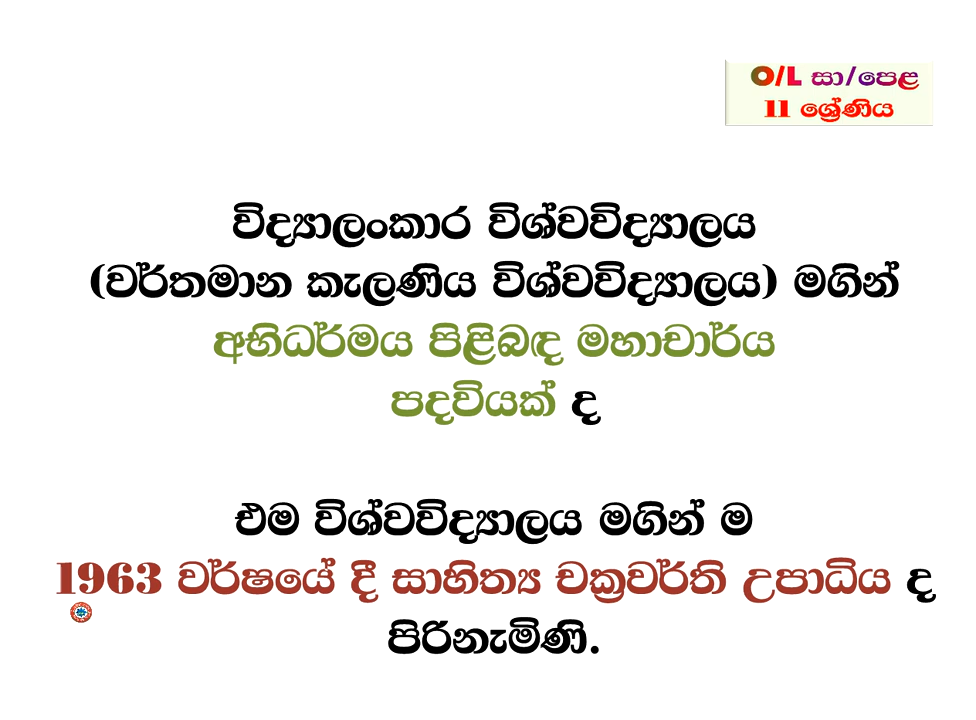 O/L සා/පෙළ
11 ශ්‍රේණිය
විද්‍යාලංකාර විශ්වවිද්‍යාලය
(වර්තමාන කැලණිය විශ්වවිද්‍යාලය) මගින්
අභිධර්මය පිළිබඳ මහාචාර්ය
පදවියක් ද
එම විශ්වවිද්‍යාලය මගින් ම
1963 වර්ෂයේ දී සාහිත්‍ය චක්‍රවර්ති උපාධිය ද
පිරිනැමිණි.